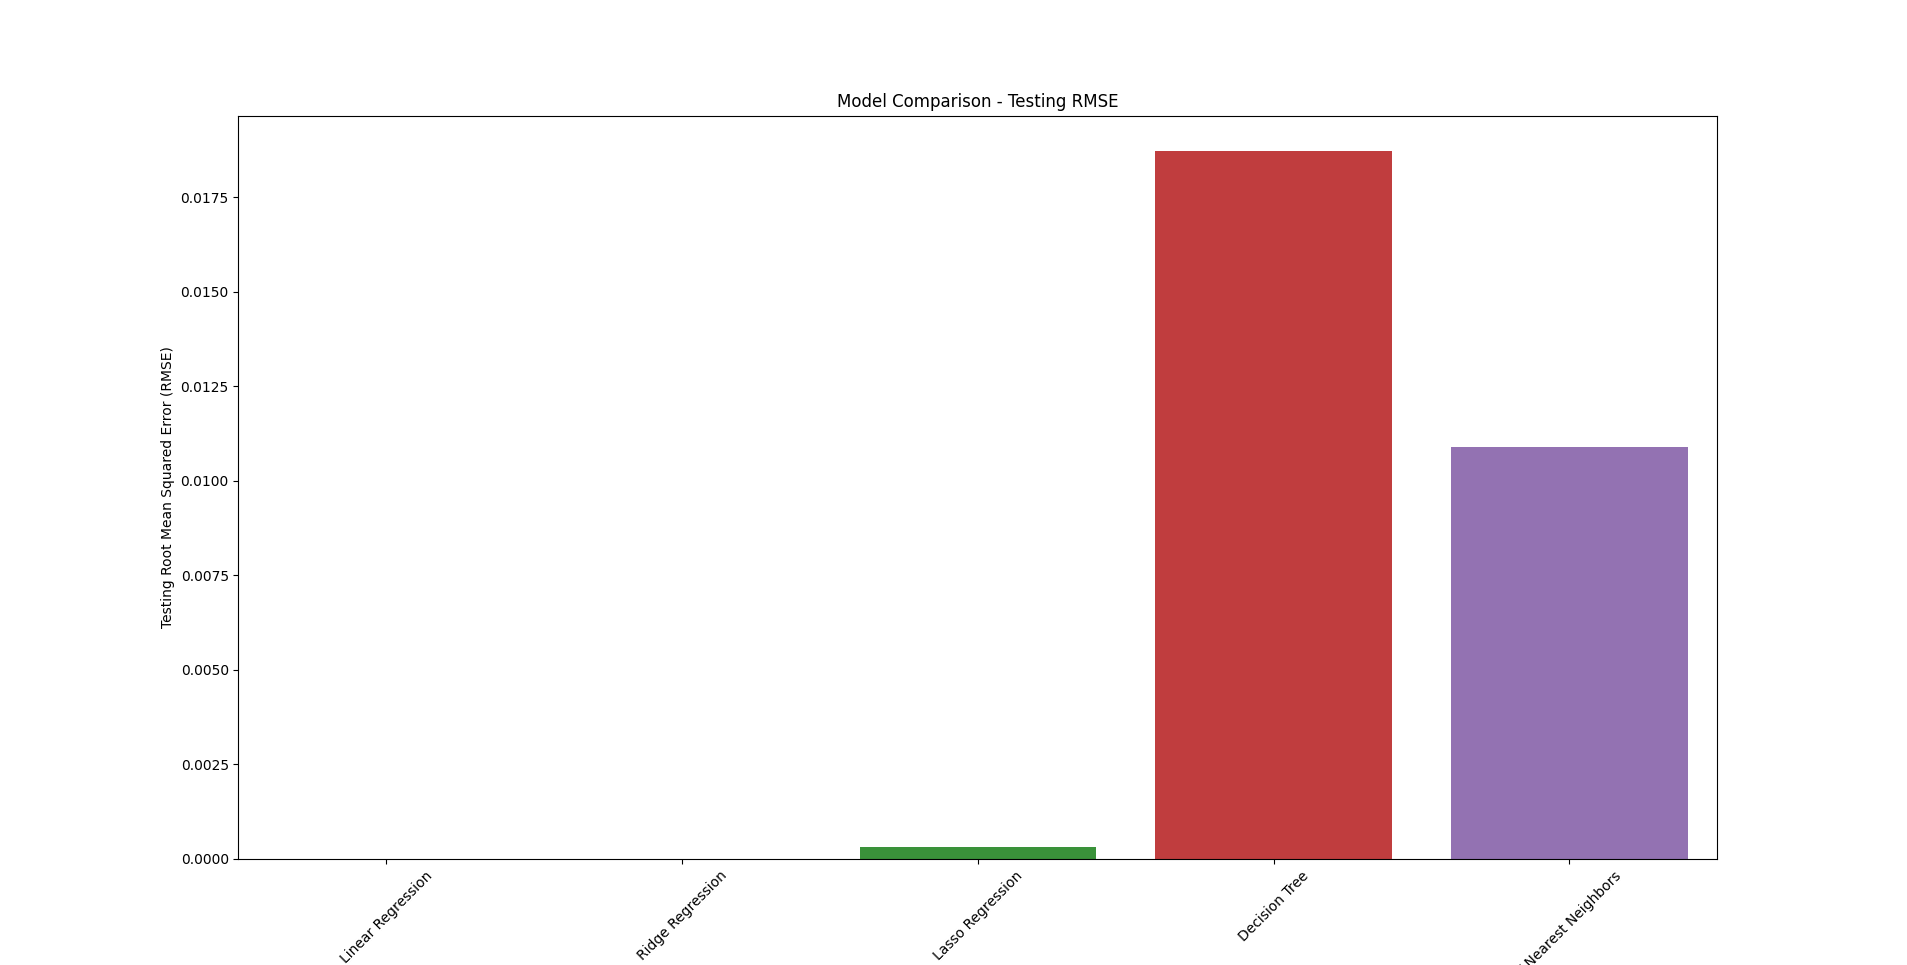 Model Comparison - Testing RMSE
Testing Root Mean Squared Error (RMSE)
0.0175
0.0150
0.0125
0.0100
0.0075
0.0050
0.0025
0.0000
Linear Regression
Ridge Regression
Lasso Regression
Decision Tree
Nearest Neighbors